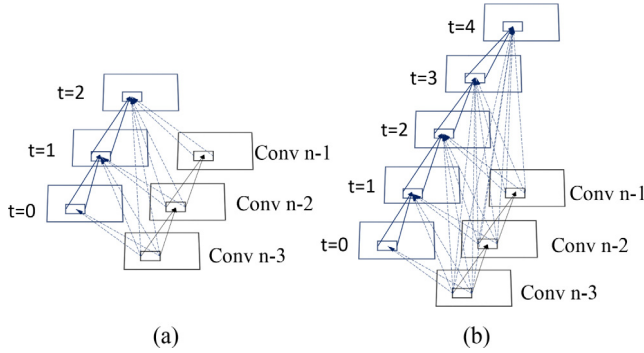 t=2
t=1
t=0
Conv n-1
Conv n-2
Conv n-3
(a)
t=4
t=3
t=2
t=1
t=0
Conv n-1
Conv n-2
Conv n-3
(b)